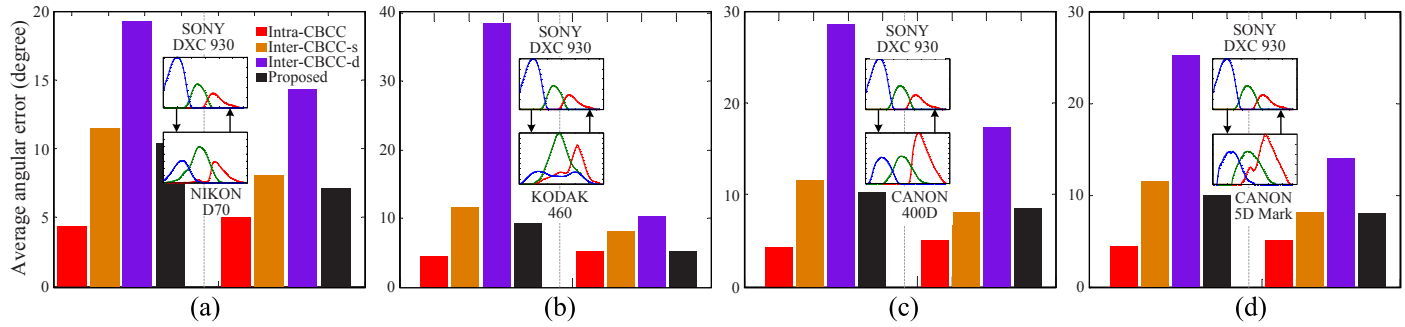 Average angular error (degree)
20
15
10
5
0
SONY
DXC 930
Intra-CBCC
Inter-CBCC-s
Inter-CBCC-d
Proposed
NIKON
D70
(a)
40
30
20
10
0
SONY
DXC 930
KODAK
460
(b)
30
20
10
0
SONY
DXC 930
CANON
400D
(c)
30
20
10
0
SONY
DXC 930
CANON
5D Mark
(d)